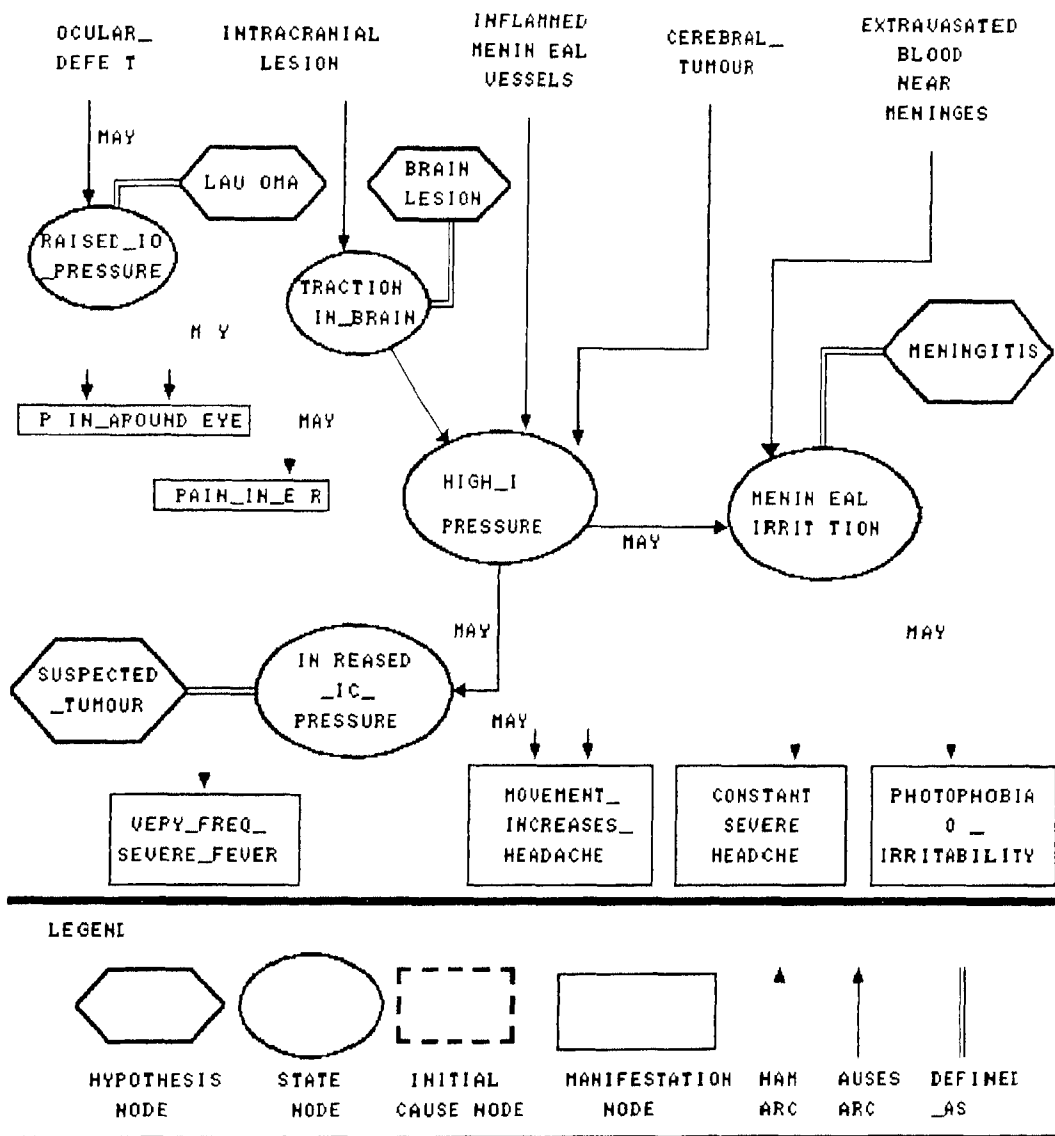 OCULAR_
DEFE T
INTRACRANIAL
LESION
INFLAMMED
MENIN EAL
VESSELS
CEREBRAL_
TUMOUR
EXTRAVASATED
BLOOD
NEAR
MENINGES
MAY
LAU OMA
BRAIN
LESION
RAISED_IO
_PRESSURE
TRACTION
IN_BRAIN
M Y
MENINGITIS
P IN_AROUND EYE
MAY
PAIN_IN_E R
HIGH_I
PRESSURE
MENIN EAL
IRRIT TION
MAY
MAY
MAY
SUSPECTED
_TUMOUR
IN REASED
_IC_
PRESSURE
MAY
VERY_FREQ_
SEVERE_FEVER
MOVEMENT_
INCREASES_
HEADACHE
CONSTANT
SEVERE
HEADCHE
PHOTOPHOBIA
O _
IRRITABILITY
LEGEND
HYPOTHESIS
NODE
STATE
NODE
INITIAL
CAUSE NODE
MANIFESTATION
NODE
HAM
ARC
AUSES
ARC
DEFINED
_AS